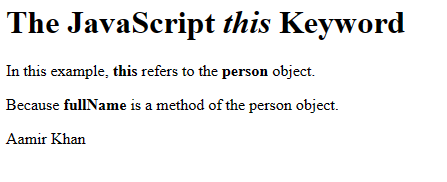 The JavaScript this Keyword
In this example, this refers to the person object.
Because fullName is a method of the person object.
Aamir Khan